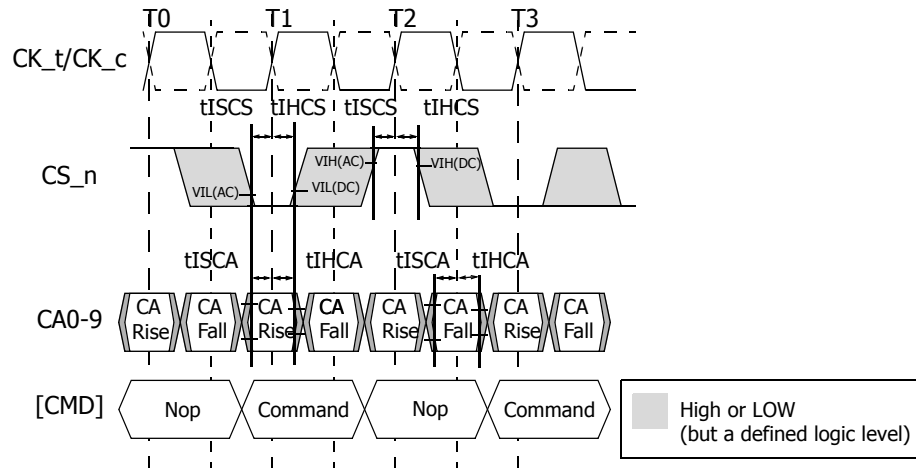 T0 T1 T2 T3
CK_t/CK_c
tISCS tIHCS tISCS tIHCS
CS_n
VIL(AC)
VIH(AC)
VIL(DC)
VIH(DC)
tISCA tIHCA tISCA tIHCA
CA0-9
CA Rise
CA Fall
CA Rise
CA Fall
CA Rise
CA Fall
CA Rise
CA Fall
[CMD]
Nop Command Nop Command
High or LOW
(but a defined logic level)